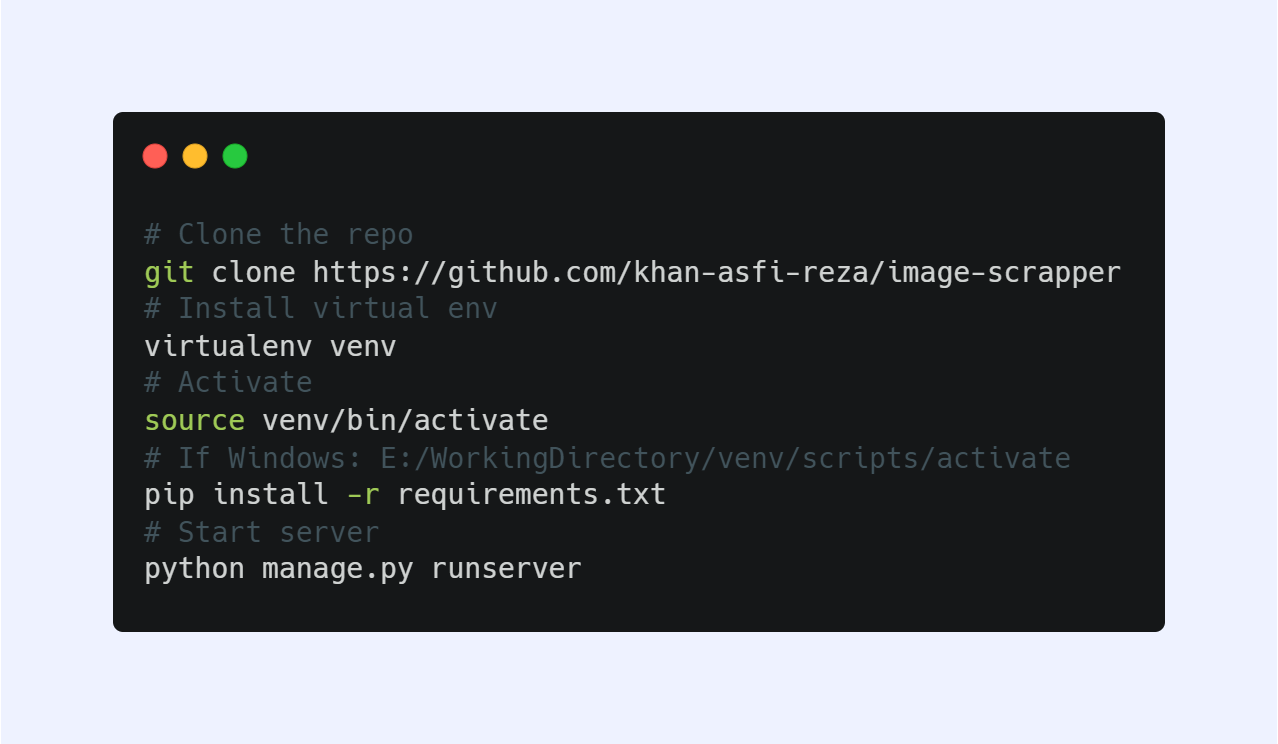 # Clone the repo
git clone https://github.com/khan-asfi-reza/image-scrapper
# Install virtual env
virtualenv venv
# Activate
source venv/bin/activate
# If Windows: E:/WorkingDirectory/venv/scripts/activate
pip install -r requirements.txt
# Start server
python manage.py runserver